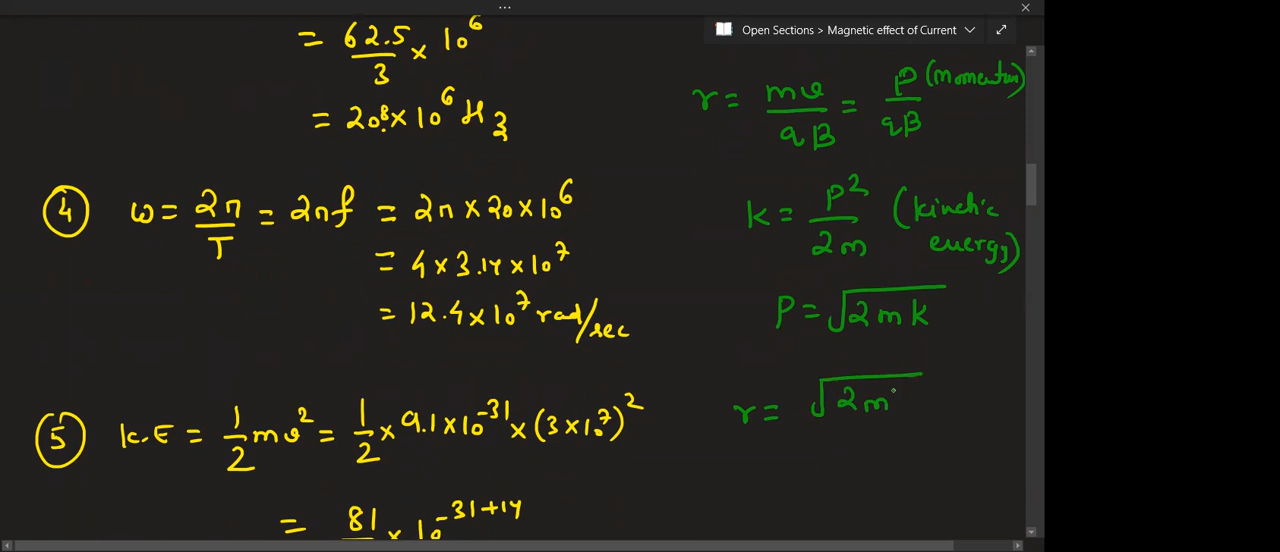 = 62.5/3 × 10^6
= 20.8 × 10^6 Hz
④ ω = 2π/T = 2πf = 2π × 20 × 10^6
= 4 × 3.14 × 10^7
= 12.4 × 10^7 rad/sec
⑤ K.E = 1/2 mv^2 = 1/2 × 9.1 × 10^-31 × (3 × 10^7)^2
= 81 × 10^-31+14
Open Sections > Magnetic effect of Current
r = mv/qB = P/qB (momentum)
K = P^2/2m (kinetic energy)
P = √2mK
r = √2m